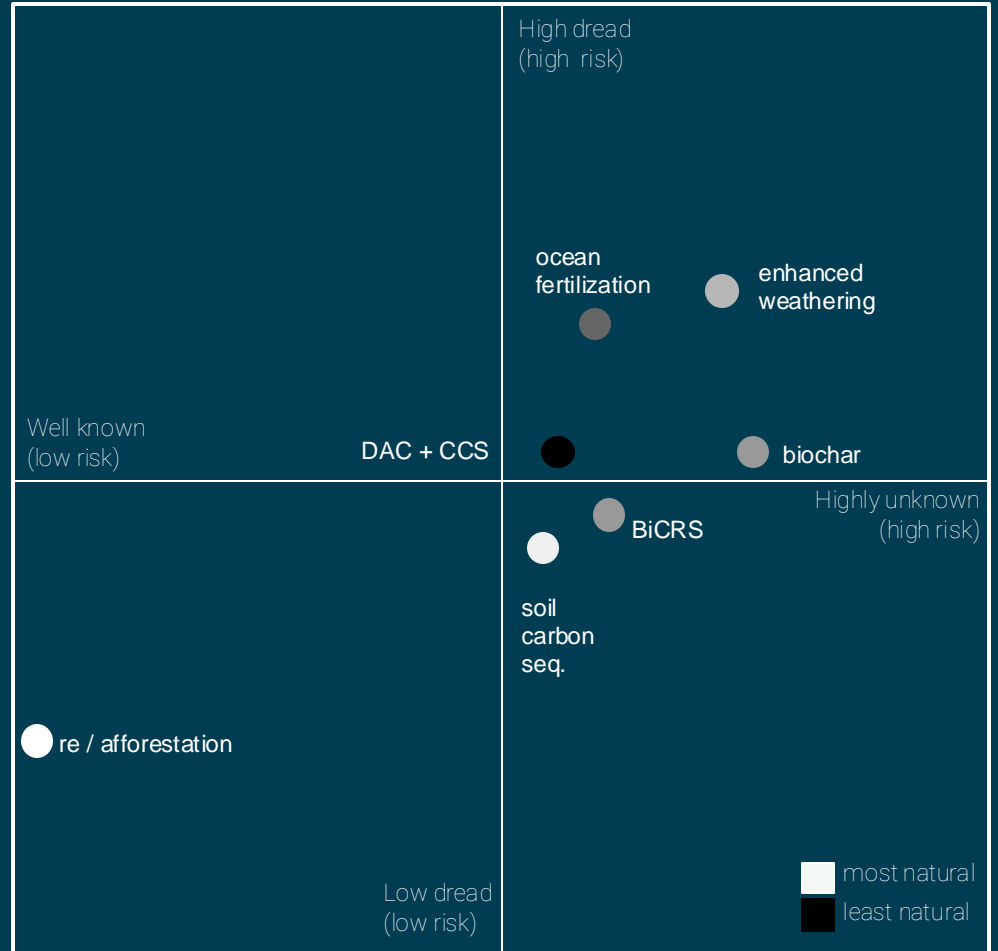 High dread
(high risk)
ocean
fertilization
enhanced
weathering
Well known
(low risk)
DAC + CCS
biochar
Highly unknown
(high risk)
BiCRS
soil
carbon
seq.
re / afforestation
most natural
least natural
Low dread
(low risk)